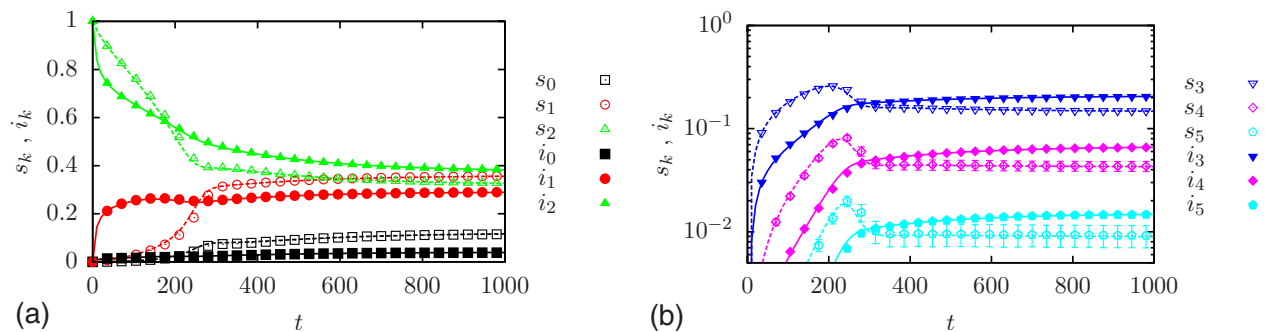 s_k , i_k
1
0.8
0.6
0.4
0.2
0
0 200 400 600 800 1000
t
s_0
s_1
s_2
i_0
i_1
i_2
(a)
s_k , i_k
10^0
10^{-1}
10^{-2}
0 200 400 600 800 1000
t
s_3
s_4
s_5
i_3
i_4
i_5
(b)